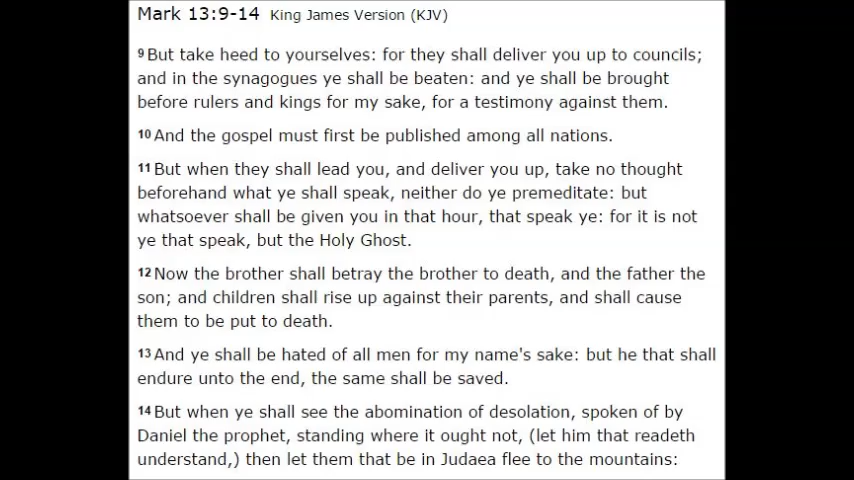 Mark 13:9-14 King James Version (KJV)
9 But take heed to yourselves: for they shall deliver you up to councils;
and in the synagogues ye shall be beaten: and ye shall be brought
before rulers and kings for my sake, for a testimony against them.
10 And the gospel must first be published among all nations.
11 But when they shall lead you, and deliver you up, take no thought
beforehand what ye shall speak, neither do ye premeditate: but
whatsoever shall be given you in that hour, that speak ye: for it is not
ye that speak, but the Holy Ghost.
12 Now the brother shall betray the brother to death, and the father the
son; and children shall rise up against their parents, and shall cause
them to be put to death.
13 And ye shall be hated of all men for my name's sake: but he that shall
endure unto the end, the same shall be saved.
14 But when ye shall see the abomination of desolation, spoken of by
Daniel the prophet, standing where it ought not, (let him that readeth
understand,) then let them that be in Judaea flee to the mountains: